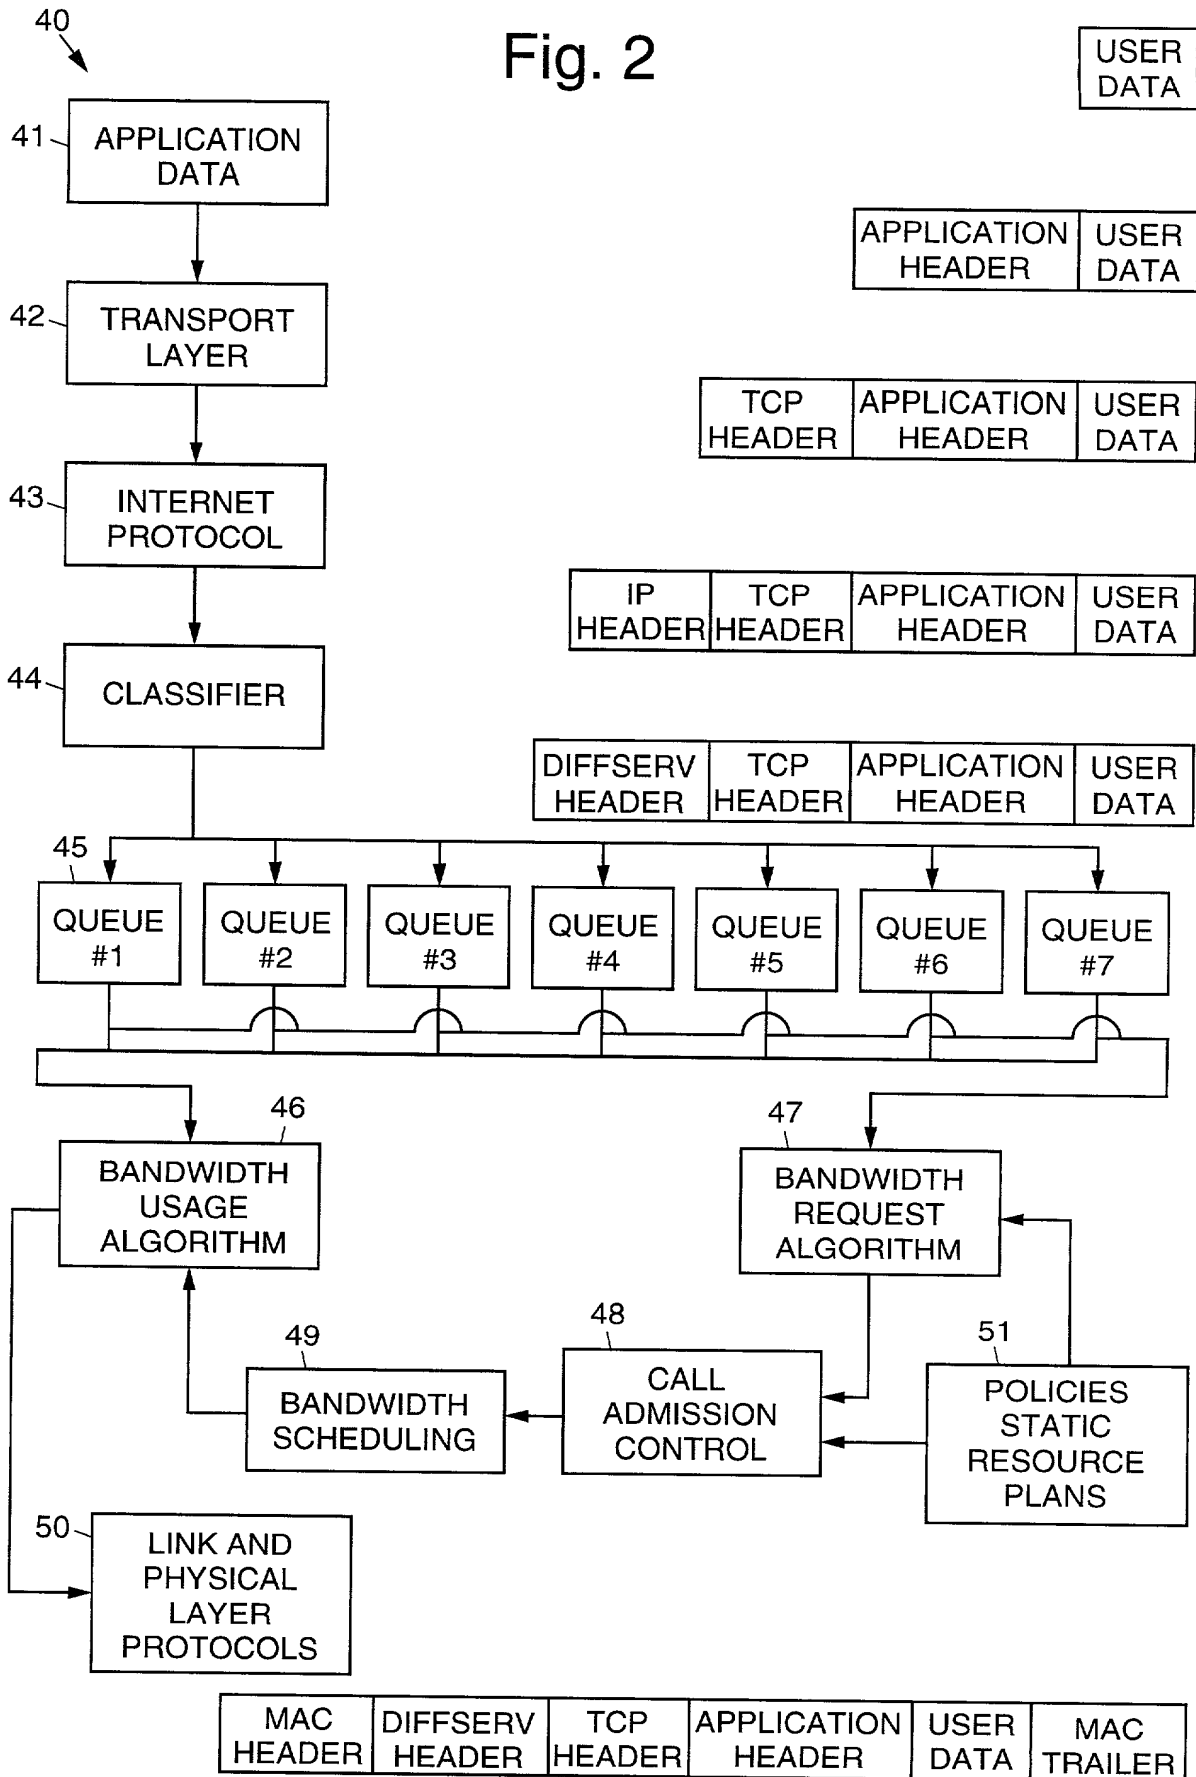 40
Fig. 2
USER
DATA
41
APPLICATION
DATA
APPLICATION
HEADER
USER
DATA
42
TRANSPORT
LAYER
TCP
HEADER
APPLICATION
HEADER
USER
DATA
43
INTERNET
PROTOCOL
IP
HEADER
TCP
HEADER
APPLICATION
HEADER
USER
DATA
44
CLASSIFIER
DIFFSERV
HEADER
TCP
HEADER
APPLICATION
HEADER
USER
DATA
45
QUEUE
#1
QUEUE
#2
QUEUE
#3
QUEUE
#4
QUEUE
#5
QUEUE
#6
QUEUE
#7
46
BANDWIDTH
USAGE
ALGORITHM
47
BANDWIDTH
REQUEST
ALGORITHM
49
BANDWIDTH
SCHEDULING
48
CALL
ADMISSION
CONTROL
51
POLICIES
STATIC
RESOURCE
PLANS
50
LINK AND
PHYSICAL
LAYER
PROTOCOLS
MAC
HEADER
DIFFSERV
HEADER
TCP
HEADER
APPLICATION
HEADER
USER
DATA
MAC
TRAILER